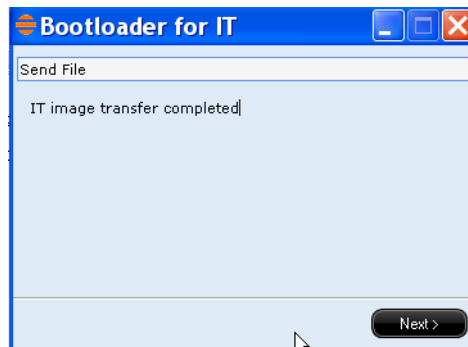 Bootloader for IT
Send File
IT image transfer completed
Next >